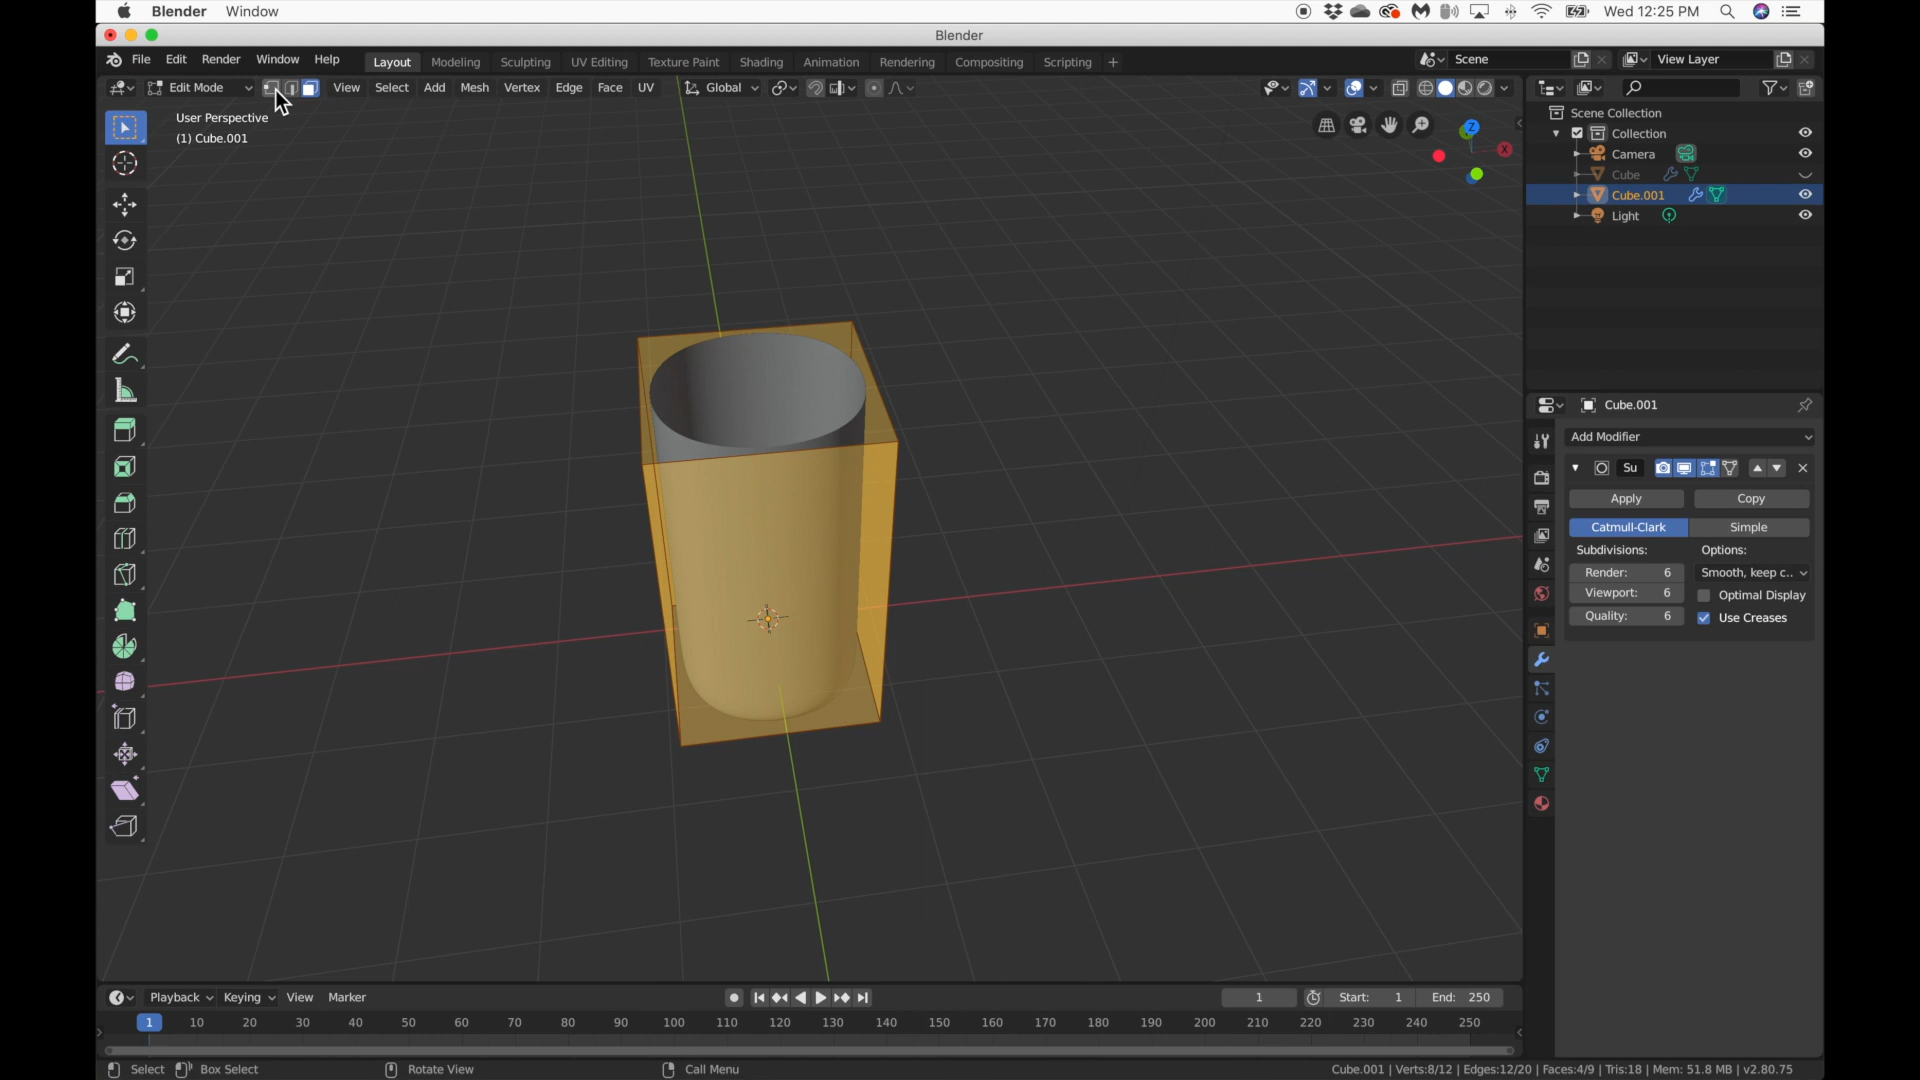 Blender Window
Wed 12:25 PM
Blender
File Edit Render Window Help
Layout Modeling Sculpting UV Editing Texture Paint Shading Animation Rendering Compositing Scripting +
Scene
View Layer
Edit Mode
View Select Add Mesh Vertex Edge Face UV
Global
User Perspective
(1) Cube.001
Z
X
Scene Collection
Collection
Camera
Cube
Cube.001
Light
Cube.001
Add Modifier
Su
Apply Copy
Catmull-Clark Simple
Subdivisions: Options:
Render: 6 Smooth, keep c..
Viewport: 6 Optimal Display
Quality: 6 Use Creases
Playback Keying View Marker
1 Start: 1 End: 250
1 10 20 30 40 50 60 70 80 90 100 110 120 130 140 150 160 170 180 190 200 210 220 230 240 250
Select Box Select Rotate View Call Menu
Cube.001 | Verts:8/12 | Edges:12/20 | Faces:4/9 | Tris:18 | Mem: 51.8 MB | v2.80.75